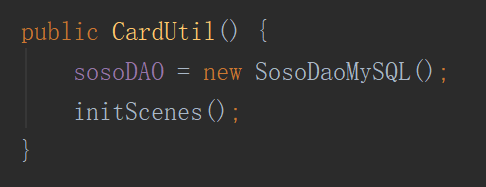 public CardUtil() {
    sosoDAO = new SosoDaoMySQL();
    initScenes();
}